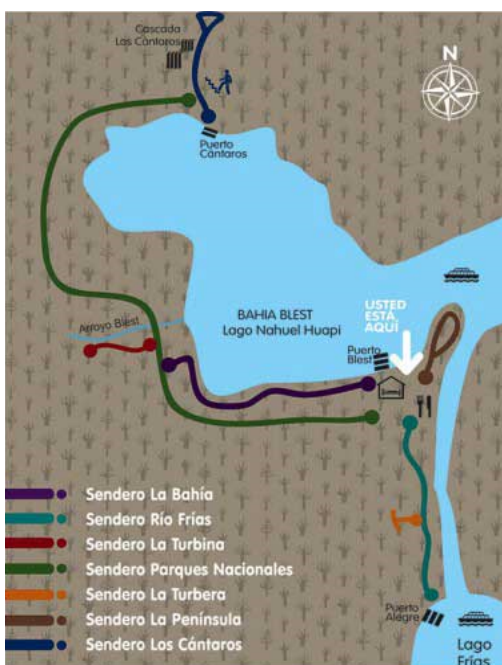 Cascada
Los Cántaros
N
Puerto
Cántaros
Arroyo Blest
BAHIA BLEST
Lago Nahuel Huapi
USTED
ESTÁ
AQUÍ
Puerto
Blest
Sendero La Bahía
Sendero Río Frías
Sendero La Turbina
Sendero Parques Nacionales
Sendero La Turbera
Sendero La Península
Sendero Los Cántaros
Puerto
Alegre
Lago
Frías